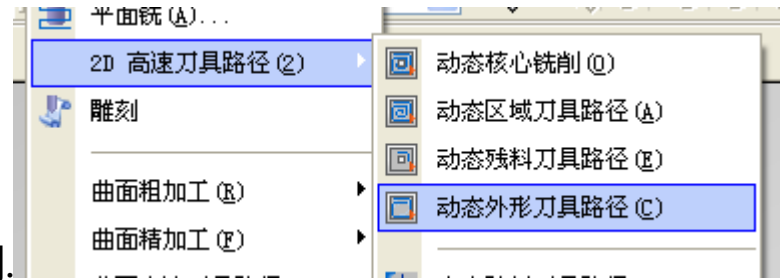 平面铣(A)...
2D 高速刀具路径(2)
雕刻
曲面粗加工(R)
曲面精加工(F)
动态核心铣削(O)
动态区域刀具路径(A)
动态残料刀具路径(E)
动态外形刀具路径(C)